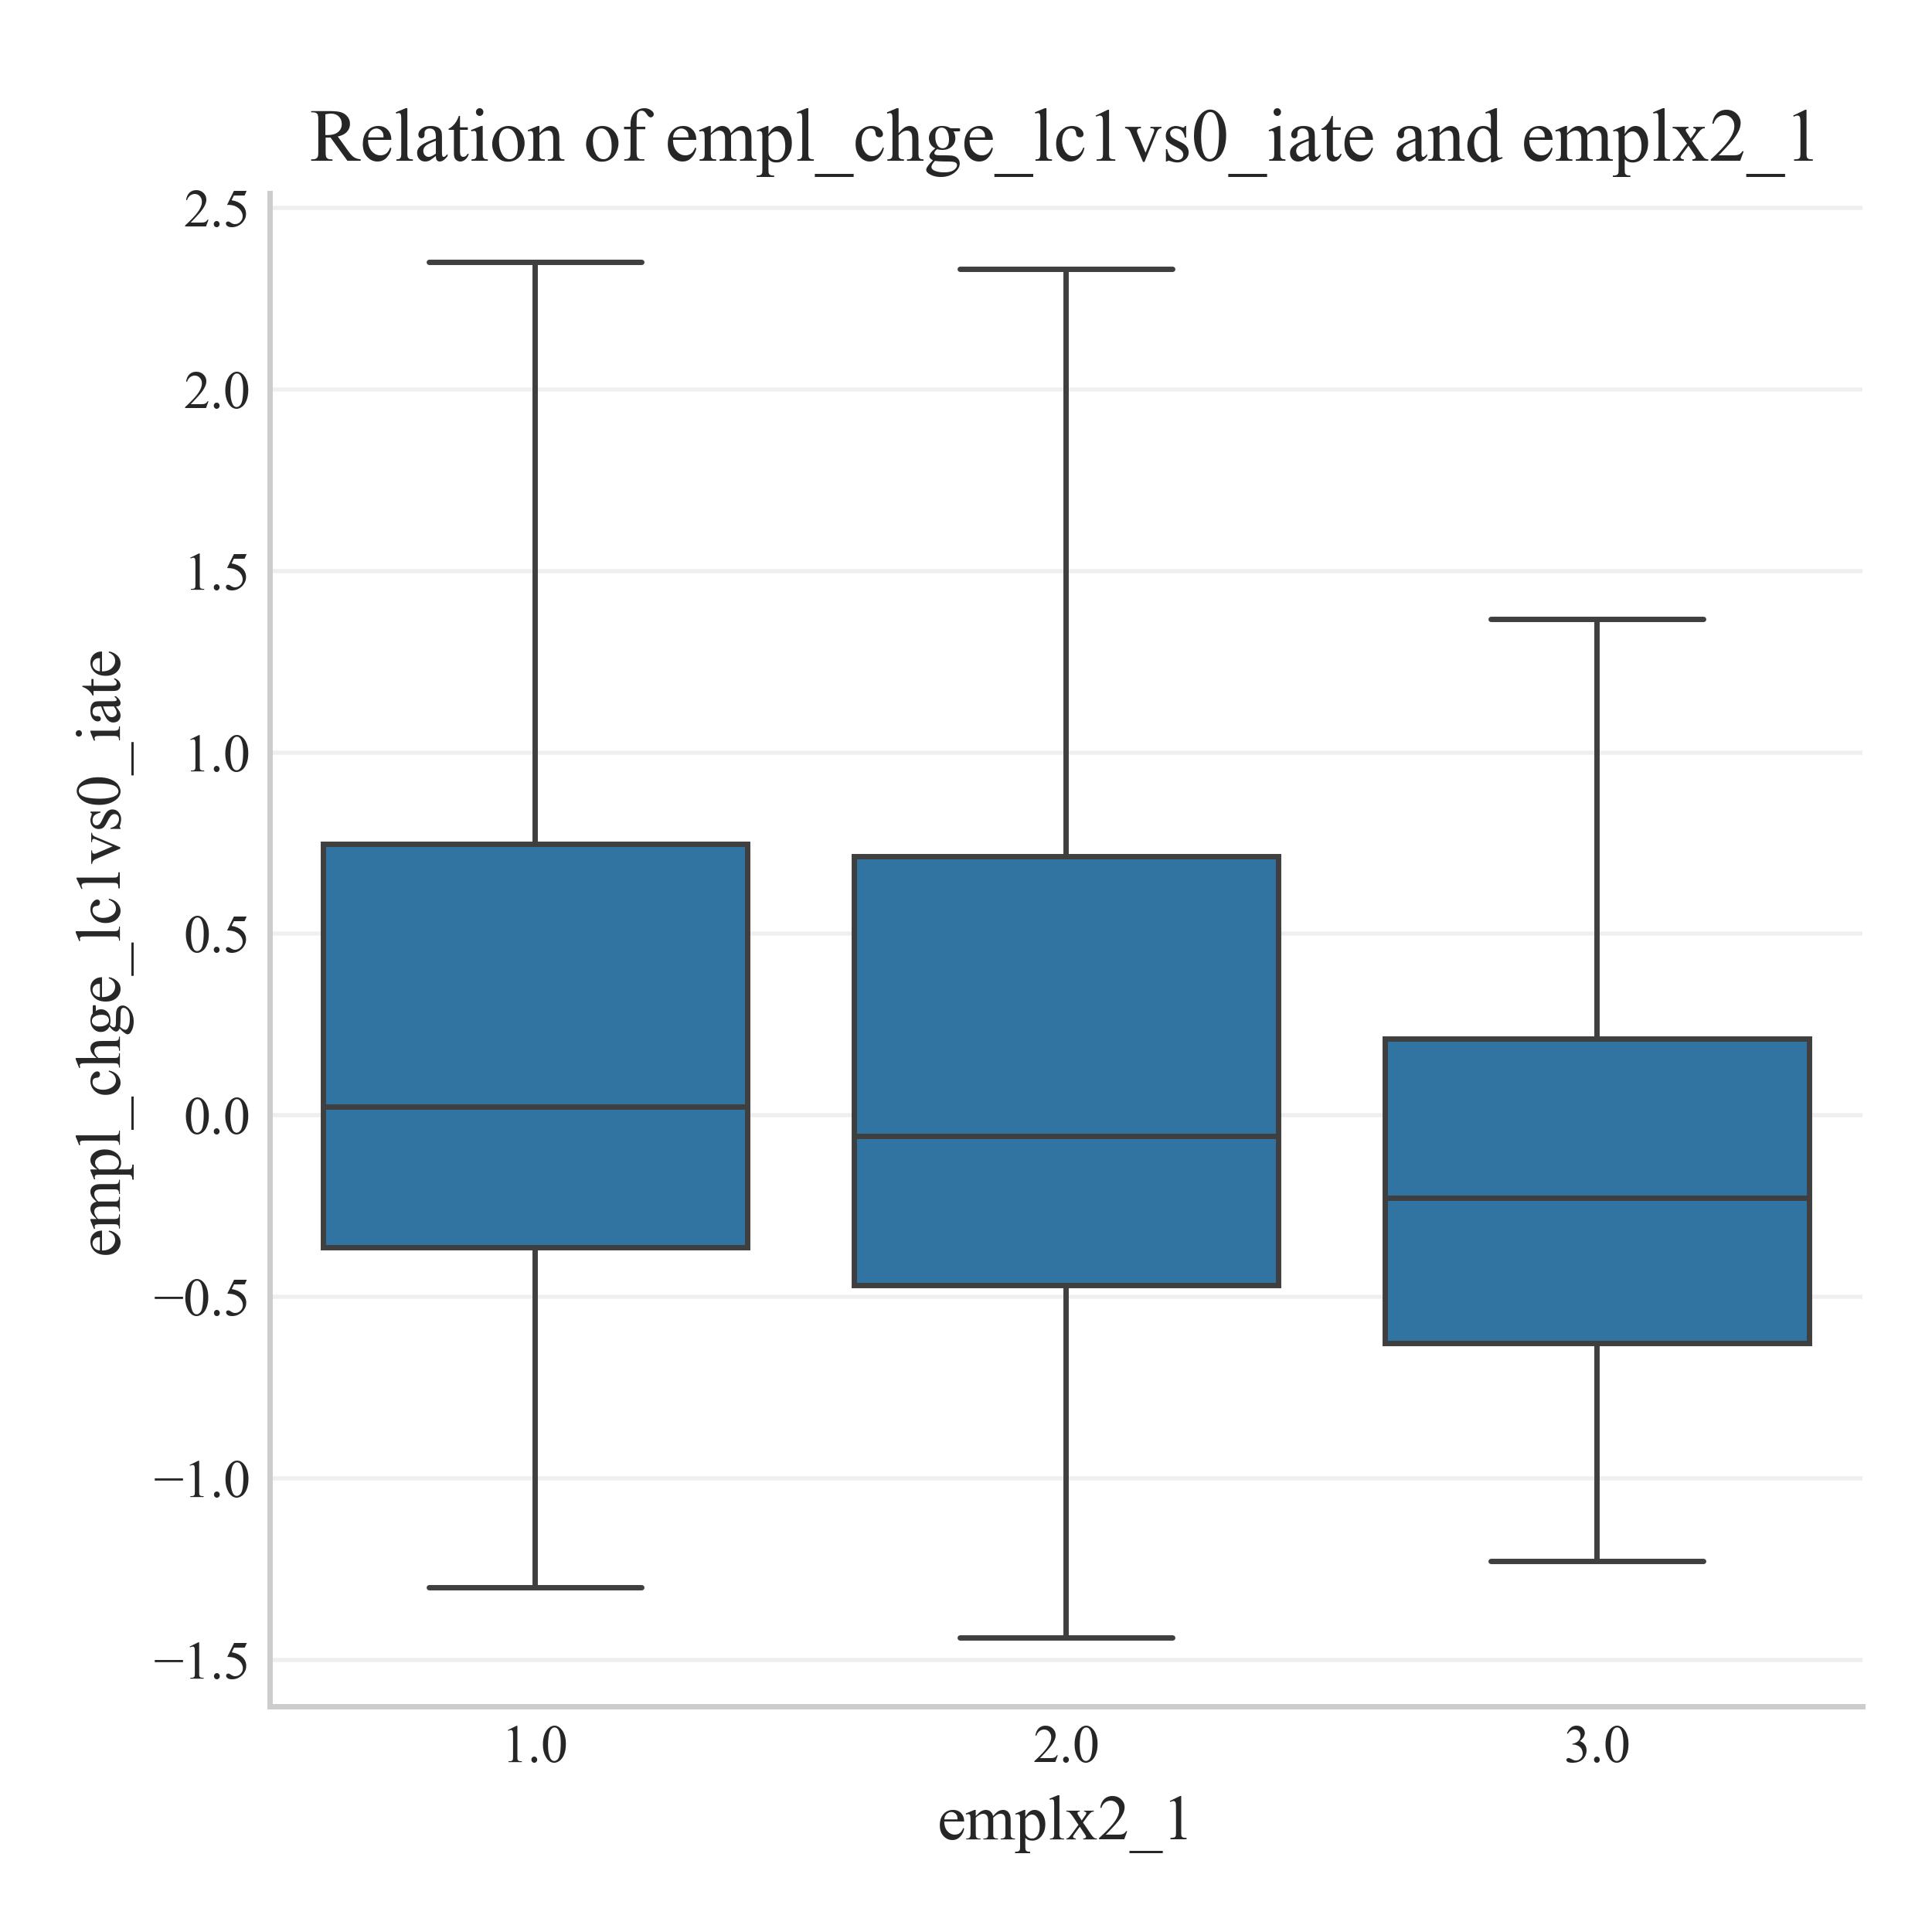 Relation of empl_chge_lc1vs0_iate and emplx2_1
empl_chge_lc1vs0_iate
2.5
2.0
1.5
1.0
0.5
0.0
−0.5
−1.0
−1.5
1.0 2.0 3.0
emplx2_1